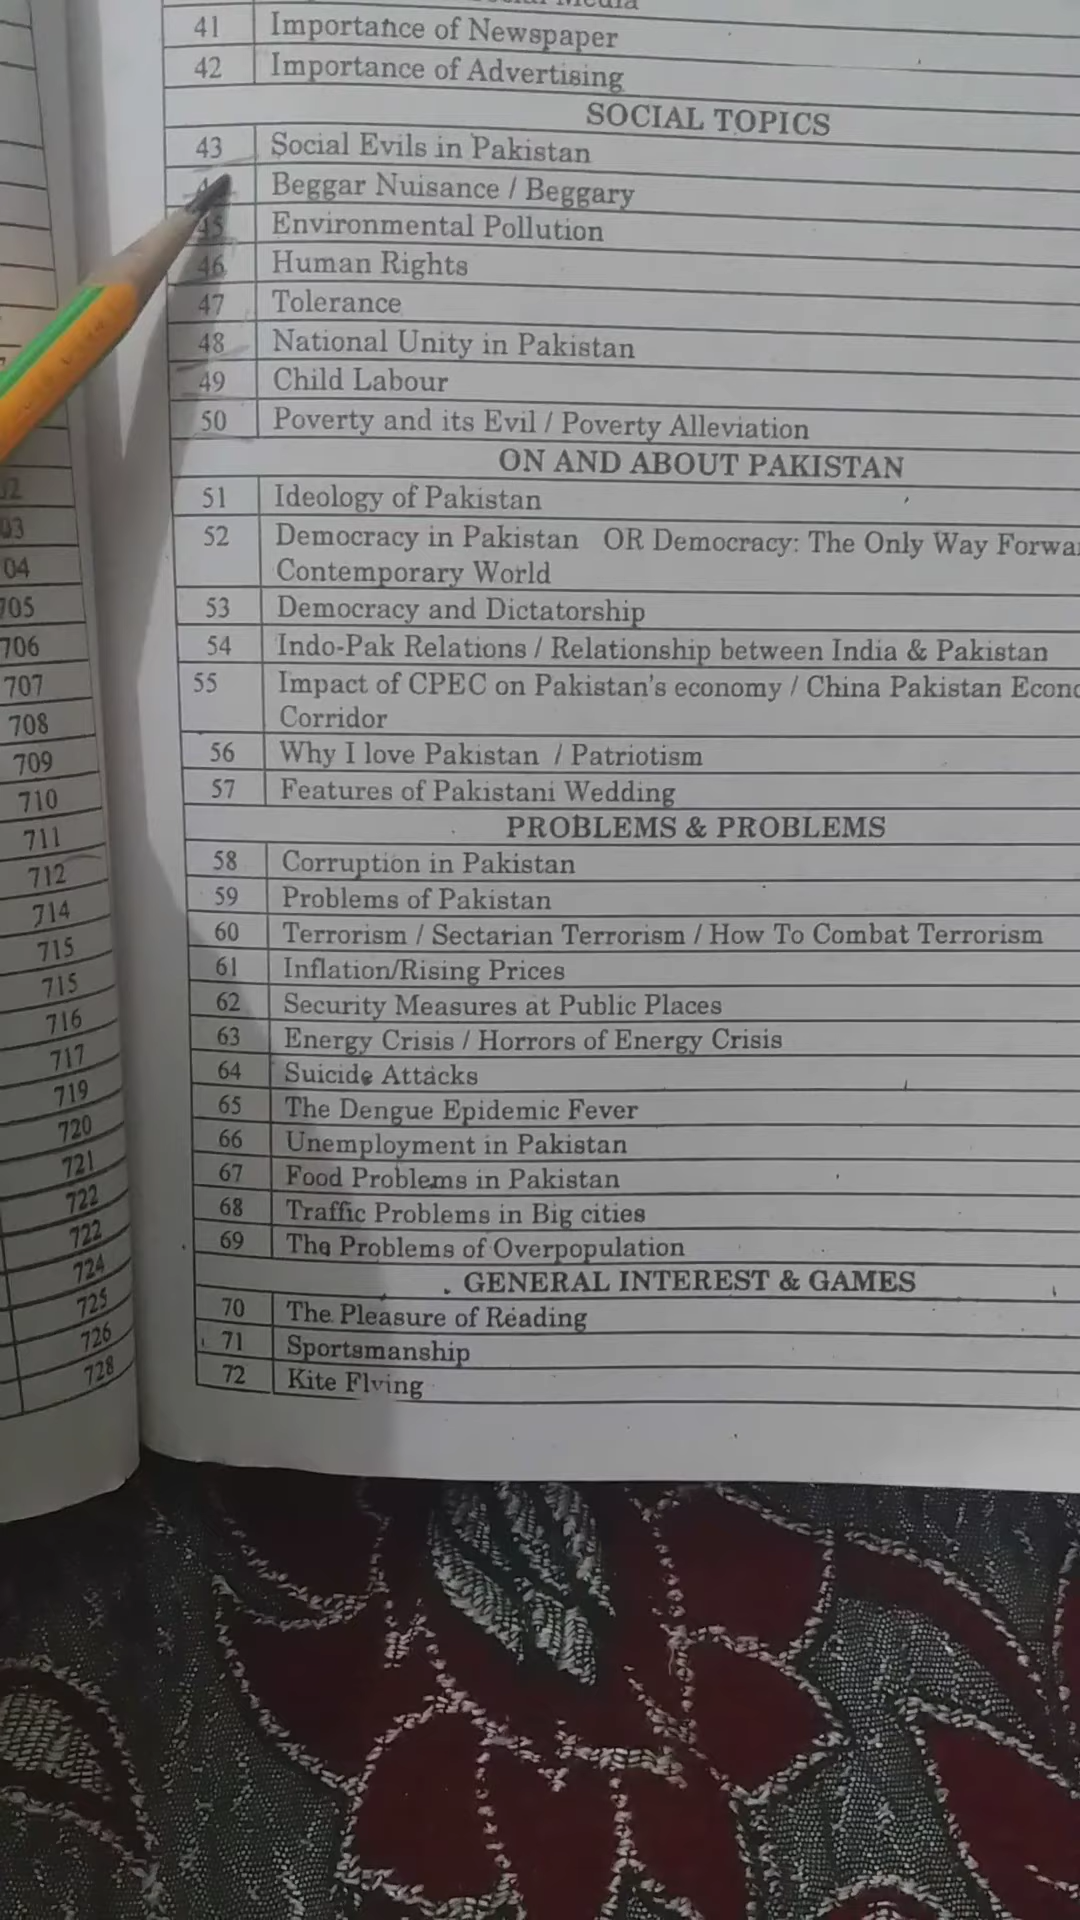 41 Importance of Newspaper
42 Importance of Advertising
SOCIAL TOPICS
43 Social Evils in Pakistan
Beggar Nuisance / Beggary
45 Environmental Pollution
46 Human Rights
47 Tolerance
48 National Unity in Pakistan
49 Child Labour
50 Poverty and its Evil / Poverty Alleviation
ON AND ABOUT PAKISTAN
51 Ideology of Pakistan
52 Democracy in Pakistan OR Democracy: The Only Way
Contemporary World
53 Democracy and Dictatorship
54 Indo-Pak Relations / Relationship between India & Pakistan
55 Impact of CPEC on Pakistan's economy / China Pakistan
Corridor
56 Why I love Pakistan / Patriotism
57 Features of Pakistani Wedding
PROBLEMS & PROBLEMS
58 Corruption in Pakistan
59 Problems of Pakistan
60 Terrorism / Sectarian Terrorism / How To Combat Terrorism
61 Inflation/Rising Prices
62 Security Measures at Public Places
63 Energy Crisis / Horrors of Energy Crisis
64 Suicide Attacks
65 The Dengue Epidemic Fever
66 Unemployment in Pakistan
67 Food Problems in Pakistan
68 Traffic Problems in Big cities
69 The Problems of Overpopulation
GENERAL INTEREST & GAMES
70 The Pleasure of Reading
71 Sportsmanship
72 Kite Flying
04
705
706
707
708
709
710
711
712
714
715
715
716
717
719
720
721
722
722
724
725
726
728